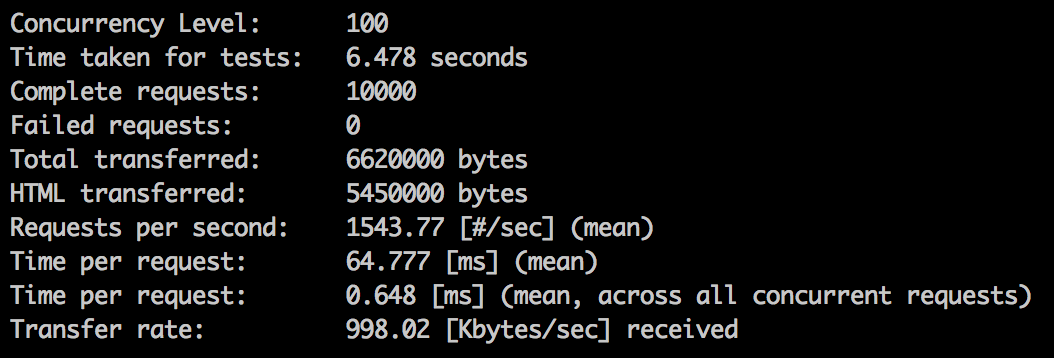 Concurrency Level: 100
Time taken for tests: 6.478 seconds
Complete requests: 10000
Failed requests: 0
Total transferred: 6620000 bytes
HTML transferred: 5450000 bytes
Requests per second: 1543.77 [#/sec] (mean)
Time per request: 64.777 [ms] (mean)
Time per request: 0.648 [ms] (mean, across all concurrent requests)
Transfer rate: 998.02 [Kbytes/sec] received